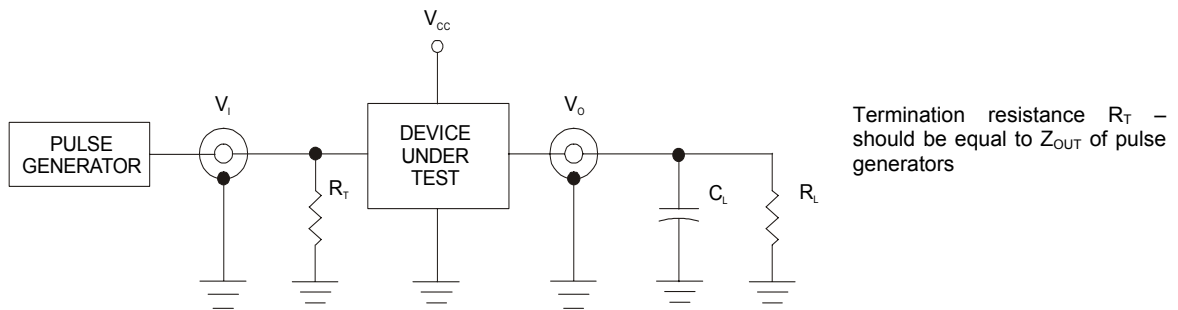 V_CC
V_I
V_O
PULSE
GENERATOR
DEVICE
UNDER
TEST
R_T
C_L
R_L
Termination resistance R_T –
should be equal to Z_OUT of pulse
generators